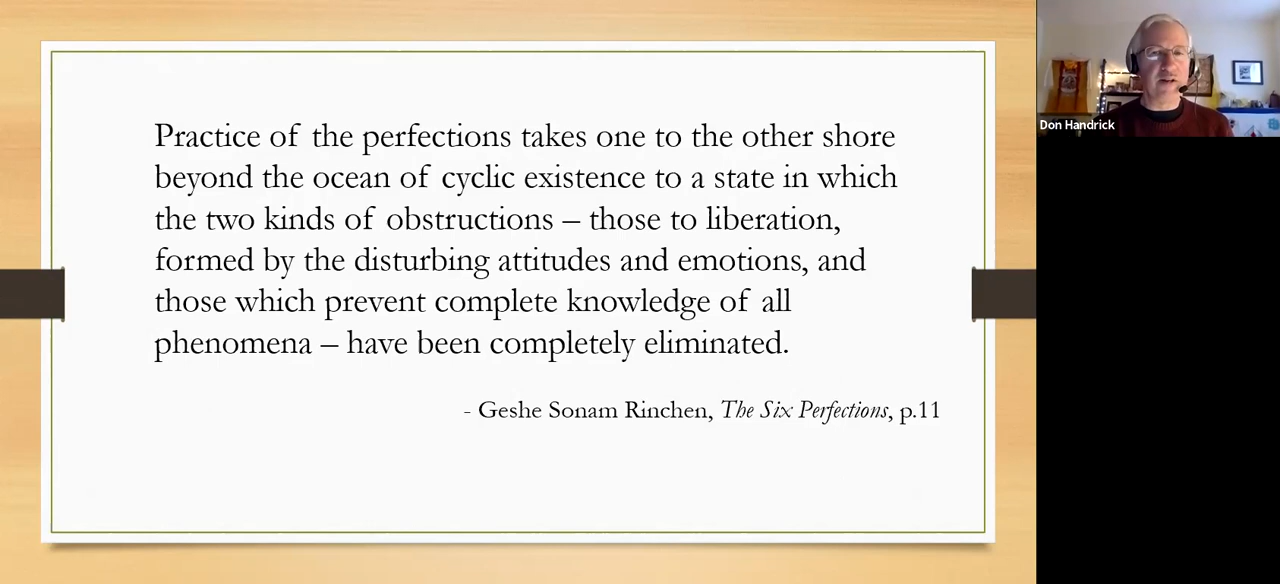 Practice of the perfections takes one to the other shore
beyond the ocean of cyclic existence to a state in which
the two kinds of obstructions – those to liberation,
formed by the disturbing attitudes and emotions, and
those which prevent complete knowledge of all
phenomena – have been completely eliminated.
- Geshe Sonam Rinchen, The Six Perfections, p.11
Don Handrick